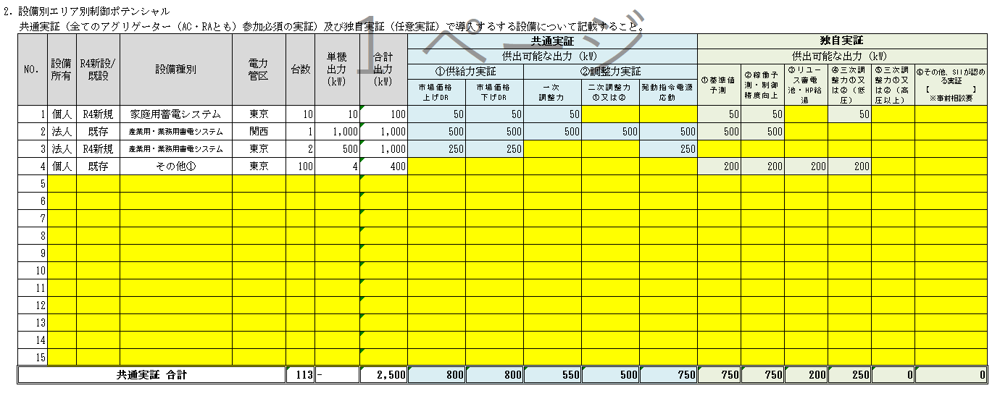 2. 設備別エリア別制御ポテンシャル
共通実証（全てのアグリゲーター（AC・RAとも）参加必須の実証）及び独自実証（任意実証）で導入するする設備について記載すること。
1 ページ
NO. 設備所有 R4新設/既設 設備種別 電力管区 台数 単機出力(kW) 合計出力(kW) 共通実証 独自実証
供出可能な出力（kW） 供出可能な出力（kW）
①供給力実証 ②調整力実証
市場価格上げDR 市場価格下げDR 一次調整力 二次調整力①又は② 発動指令電源応動 ①基準値予測 ②稼働予測・制御精度向上 ③リユース蓄電池・HP給湯 ④三次調整力①又は②（低圧） ⑤三次調整力①又は②（高圧以上） ⑥その他、SIIが認める実証【 】※事前相談要
1 個人 R4新規 家庭用蓄電システム 東京 10 10 100 50 50 50 50 50 50
2 法人 既存 産業用・業務用蓄電システム 関西 1 1,000 1,000 500 500 500 500 500 500 500
3 法人 R4新規 産業用・業務用蓄電システム 東京 2 500 1,000 250 250 250
4 個人 既存 その他① 東京 100 4 400 200 200 200 200
5
6
7
8
9
10
11
12
13
14
15
共通実証 合計 113 - 2,500 800 800 550 500 750 750 750 200 250 0 0